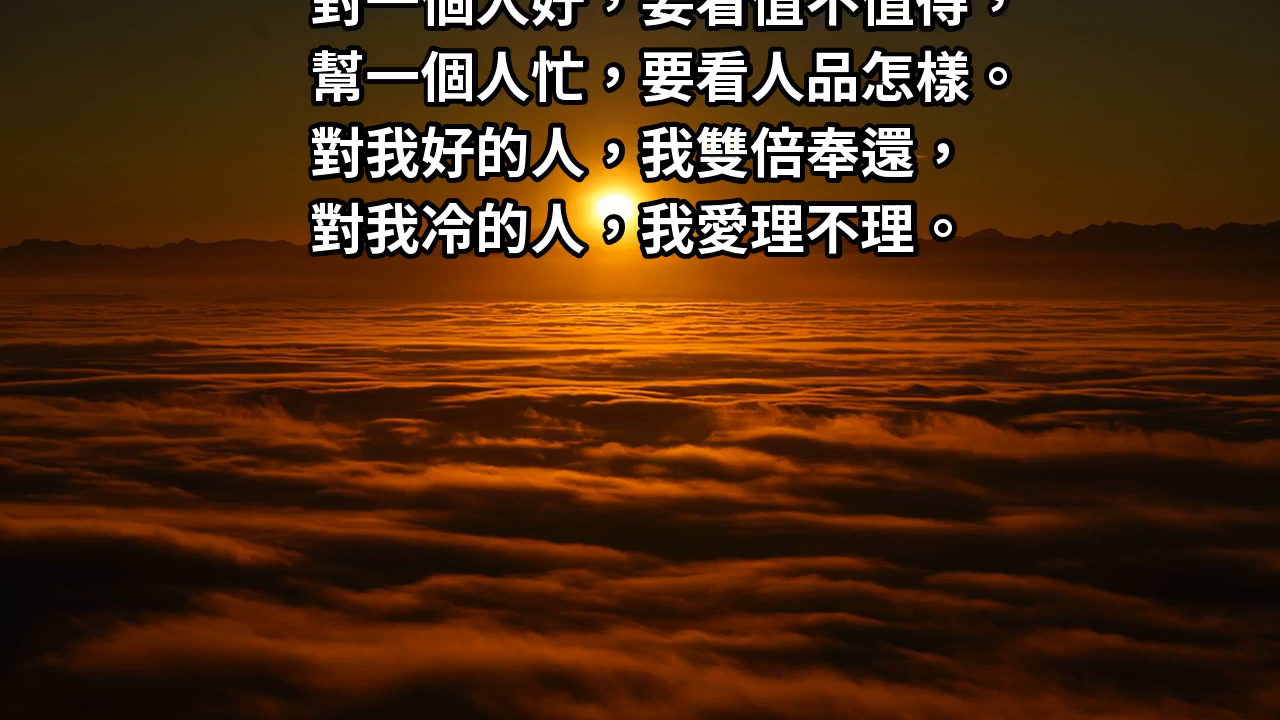 對一個人好，要看值不值得，
幫一個人忙，要看人品怎樣。
對我好的人，我雙倍奉還，
對我冷的人，我愛理不理。